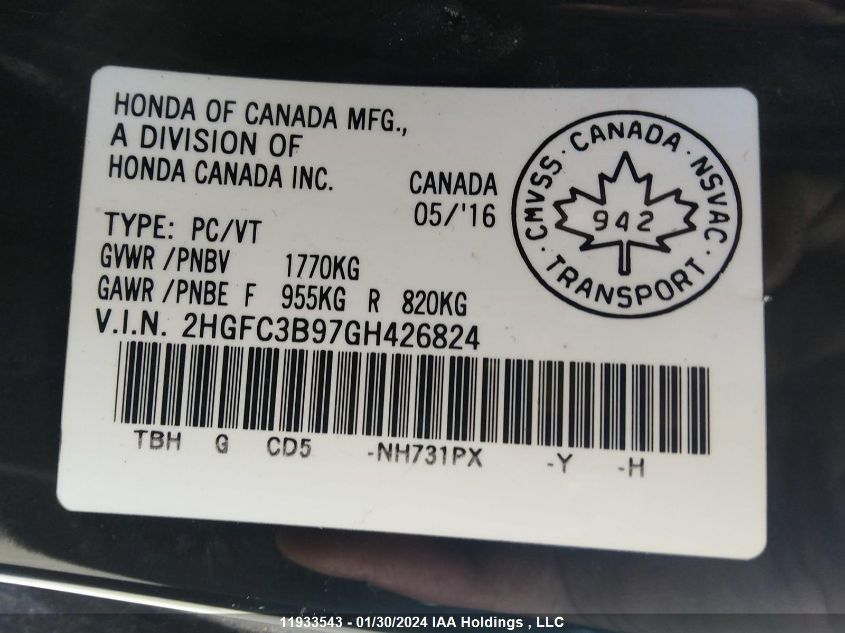 HONDA OF CANADA MFG.,
A DIVISION OF
HONDA CANADA INC.
CANADA
05/'16
TYPE: PC/VT
GVWR /PNBV 1770KG
GAWR /PNBE F 955KG R 820KG
V.I.N. 2HGFC3B97GH426824
TBH G CD5 -NH731PX -Y -H
CMVSS · CANADA · NSVAC · TRANSPORT ·
942
11933543 - 01/30/2024 IAA Holdings , LLC